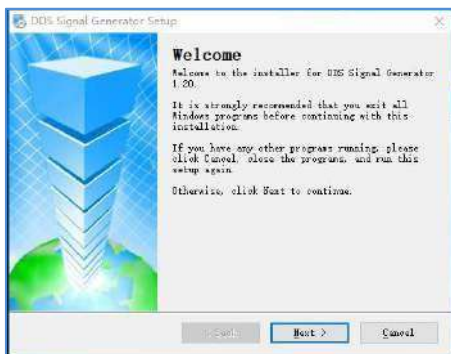 DDS Signal Generator Setup
Welcome
Welcome to the installer for DDS Signal Generator
1.20.
It is strongly recommended that you exit all
Windows programs before continuing with this
installation.
If you have any other programs running, please
click Cancel, close the programs, and run this
setup again.
Otherwise, click Next to continue.
< Back
Next >
Cancel